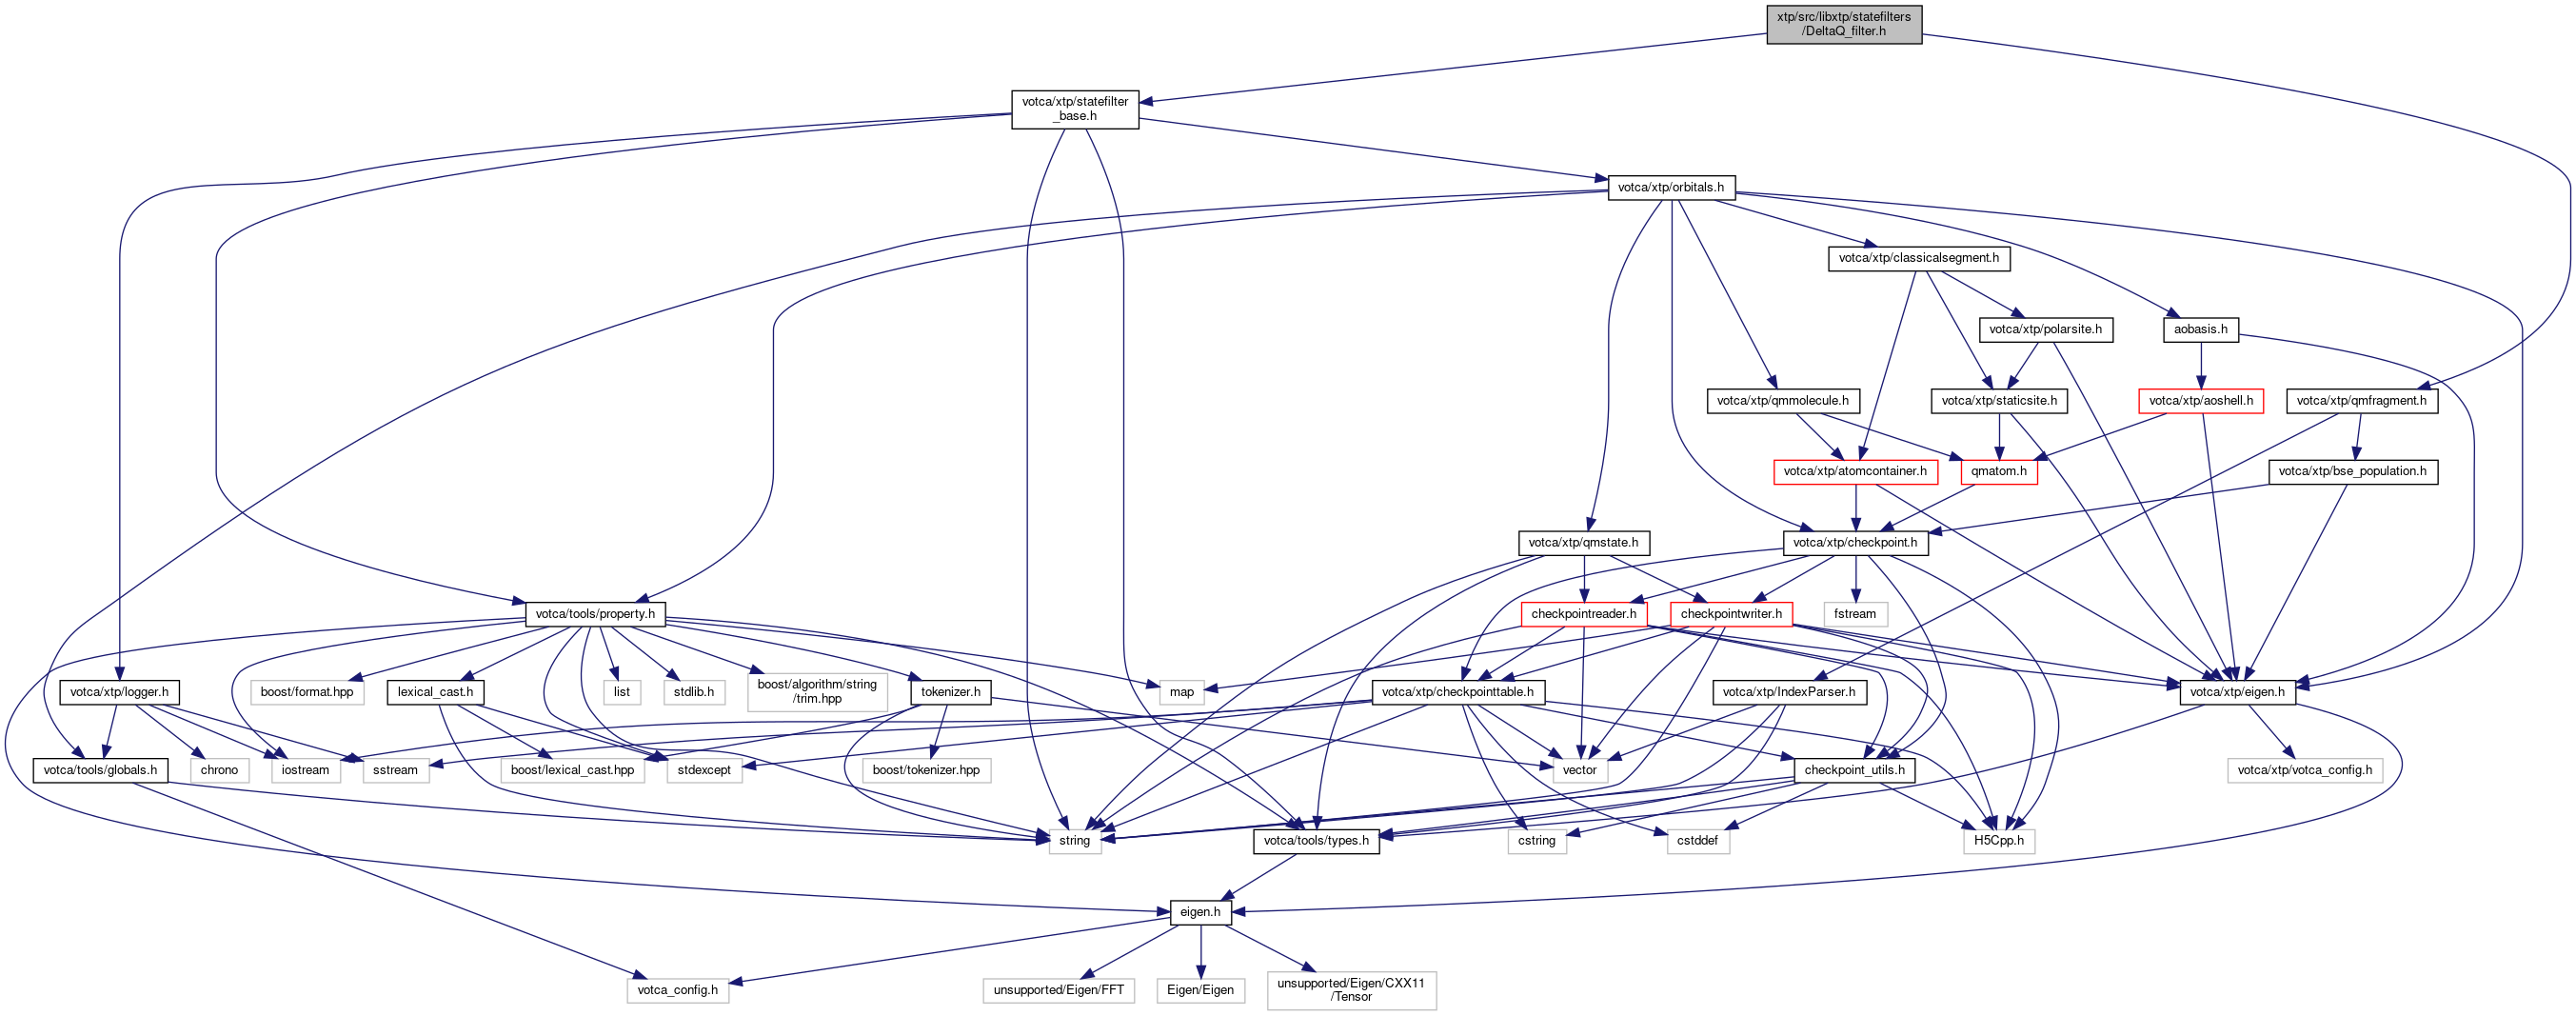 xtp/src/libxtp/statefilters
/DeltaQ_filter.h
votca/xtp/statefilter
_base.h
votca/xtp/orbitals.h
votca/xtp/classicalsegment.h
votca/xtp/polarsite.h
aobasis.h
votca/xtp/qmmolecule.h
votca/xtp/staticsite.h
votca/xtp/aoshell.h
votca/xtp/qmfragment.h
votca/xtp/atomcontainer.h
qmatom.h
votca/xtp/bse_population.h
votca/xtp/qmstate.h
votca/xtp/checkpoint.h
votca/tools/property.h
checkpointreader.h
checkpointwriter.h
fstream
votca/xtp/logger.h
boost/format.hpp
lexical_cast.h
list
stdlib.h
boost/algorithm/string
/trim.hpp
tokenizer.h
map
votca/xtp/checkpointtable.h
votca/xtp/IndexParser.h
votca/xtp/eigen.h
votca/tools/globals.h
chrono
iostream
sstream
boost/lexical_cast.hpp
stdexcept
boost/tokenizer.hpp
vector
checkpoint_utils.h
votca/xtp/votca_config.h
string
votca/tools/types.h
cstring
cstddef
H5Cpp.h
eigen.h
votca_config.h
unsupported/Eigen/FFT
Eigen/Eigen
unsupported/Eigen/CXX11
/Tensor